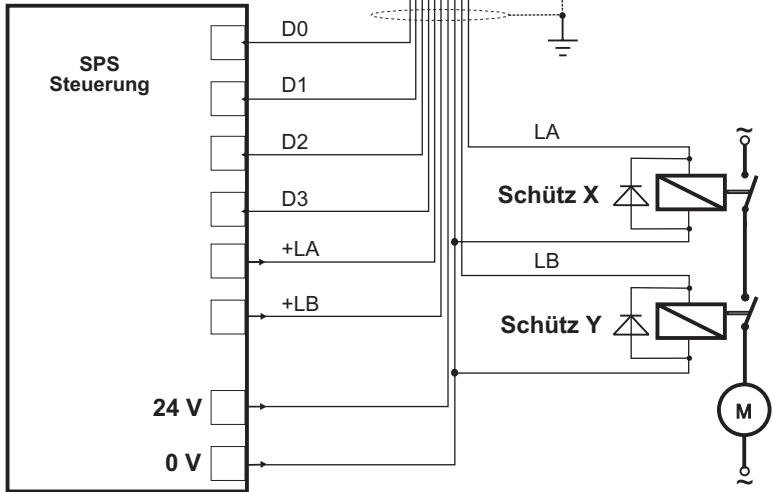 SPS
Steuerung
D0
D1
D2
D3
+LA
+LB
24 V
0 V
LA
~
Schütz X
LB
Schütz Y
M
~